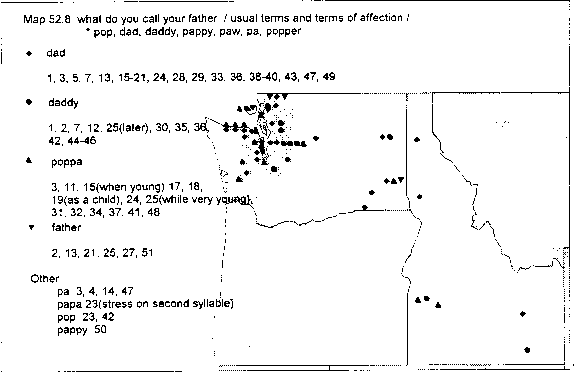 Map 52.8 what do you call your father / usual terms and terms of affection /
* pop, dad, daddy, pappy, paw, pa, popper
dad
1, 3, 5, 7, 13, 15-21, 24, 28, 29, 33, 36, 38-40, 43, 47, 49
daddy
1, 2, 7, 12, 25(later), 30, 35, 36,
42, 44-46
poppa
3, 11, 15(when young) 17, 18,
19(as a child), 24, 25(while very young),
31, 32, 34, 37, 41, 48
father
2, 13, 21, 25, 27, 51
Other
pa 3, 4, 14, 47
papa 23(stress on second syllable)
pop 23, 42
pappy 50